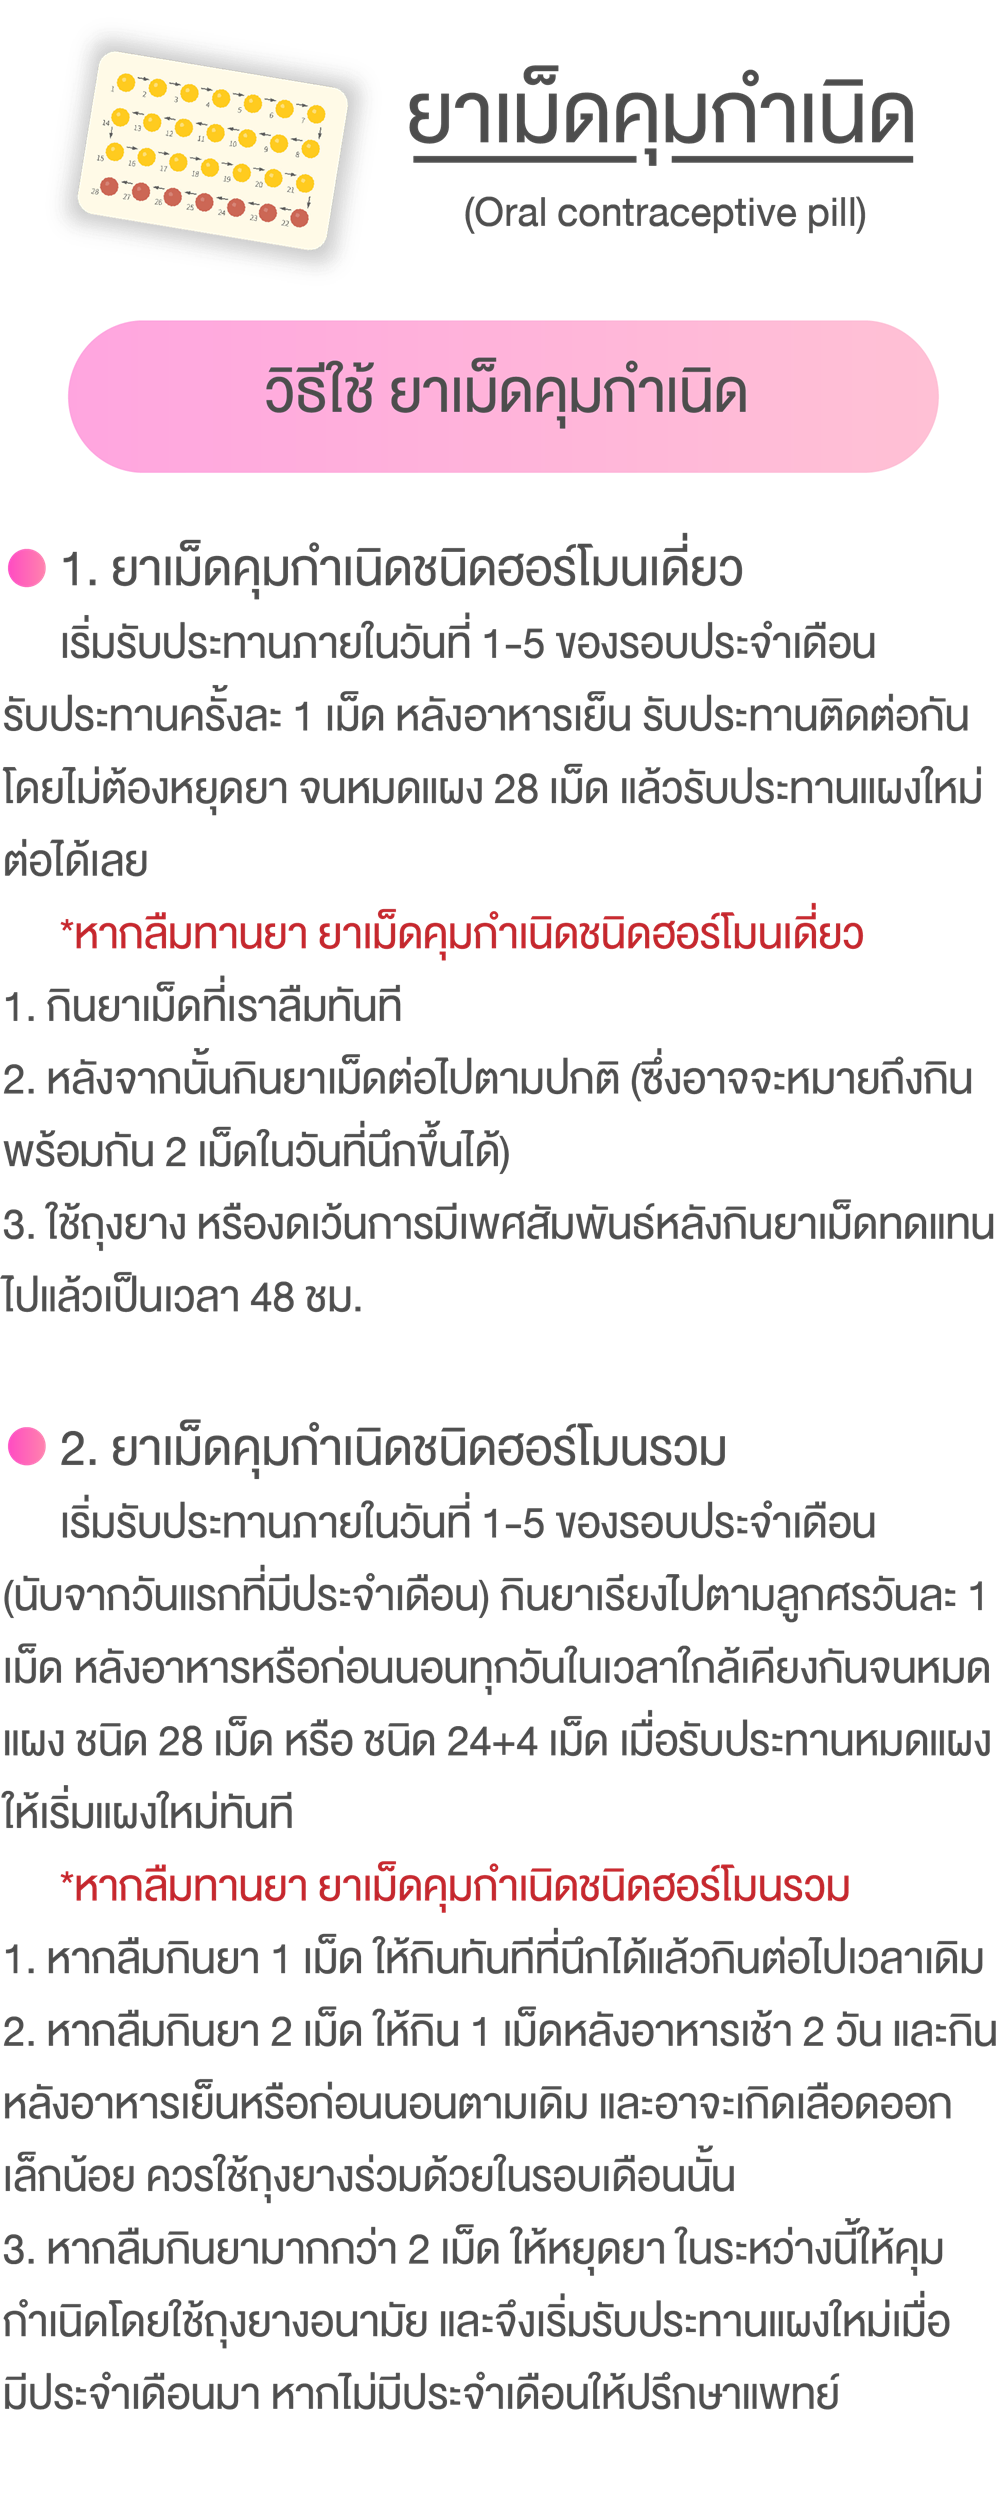 ยาเม็ดคุมกำเนิด
(Oral contraceptive pill)
1 2 3 4 5 6 7
14 13 12 11 10 9 8
15 16 17 18 19 20 21
28 27 26 25 24 23 22
วิธีใช้ ยาเม็ดคุมกำเนิด
1. ยาเม็ดคุมกำเนิดชนิดฮอร์โมนเดี่ยว
เริ่มรับประทานภายในวันที่ 1-5 ของรอบประจำเดือน
รับประทานครั้งละ 1 เม็ด หลังอาหารเย็น รับประทานติดต่อกัน
โดยไม่ต้องหยุดยา จนหมดแผง 28 เม็ด แล้วรับประทานแผงใหม่
ต่อได้เลย
*หากลืมทานยา ยาเม็ดคุมกำเนิดชนิดฮอร์โมนเดี่ยว
1. กินยาเม็ดที่เราลืมทันที
2. หลังจากนั้นกินยาเม็ดต่อไปตามปกติ (ซึ่งอาจจะหมายถึงกิน
พร้อมกัน 2 เม็ดในวันที่นึกขึ้นได้)
3. ใช้ถุงยาง หรืองดเว้นการมีเพศสัมพันธ์หลังกินยาเม็ดทดแทน
ไปแล้วเป็นเวลา 48 ชม.
2. ยาเม็ดคุมกำเนิดชนิดฮอร์โมนรวม
เริ่มรับประทานภายในวันที่ 1-5 ของรอบประจำเดือน
(นับจากวันแรกที่มีประจำเดือน) กินยาเรียงไปตามลูกศรวันละ 1
เม็ด หลังอาหารหรือก่อนนอนทุกวันในเวลาใกล้เคียงกันจนหมด
แผง ชนิด 28 เม็ด หรือ ชนิด 24+4 เม็ด เมื่อรับประทานหมดแผง
ให้เริ่มแผงใหม่ทันที
*หากลืมทานยา ยาเม็ดคุมกำเนิดชนิดฮอร์โมนรวม
1. หากลืมกินยา 1 เม็ด ให้กินทันทีที่นึกได้แล้วกินต่อไปเวลาเดิม
2. หากลืมกินยา 2 เม็ด ให้กิน 1 เม็ดหลังอาหารเช้า 2 วัน และกิน
หลังอาหารเย็นหรือก่อนนอนตามเดิม และอาจจะเกิดเลือดออก
เล็กน้อย ควรใช้ถุงยางร่วมด้วยในรอบเดือนนั้น
3. หากลืมกินยามากกว่า 2 เม็ด ให้หยุดยา ในระหว่างนี้ให้คุม
กำเนิดโดยใช้ถุงยางอนามัย และจึงเริ่มรับประทานแผงใหม่เมื่อ
มีประจำเดือนมา หากไม่มีประจำเดือนให้ปรึกษาแพทย์